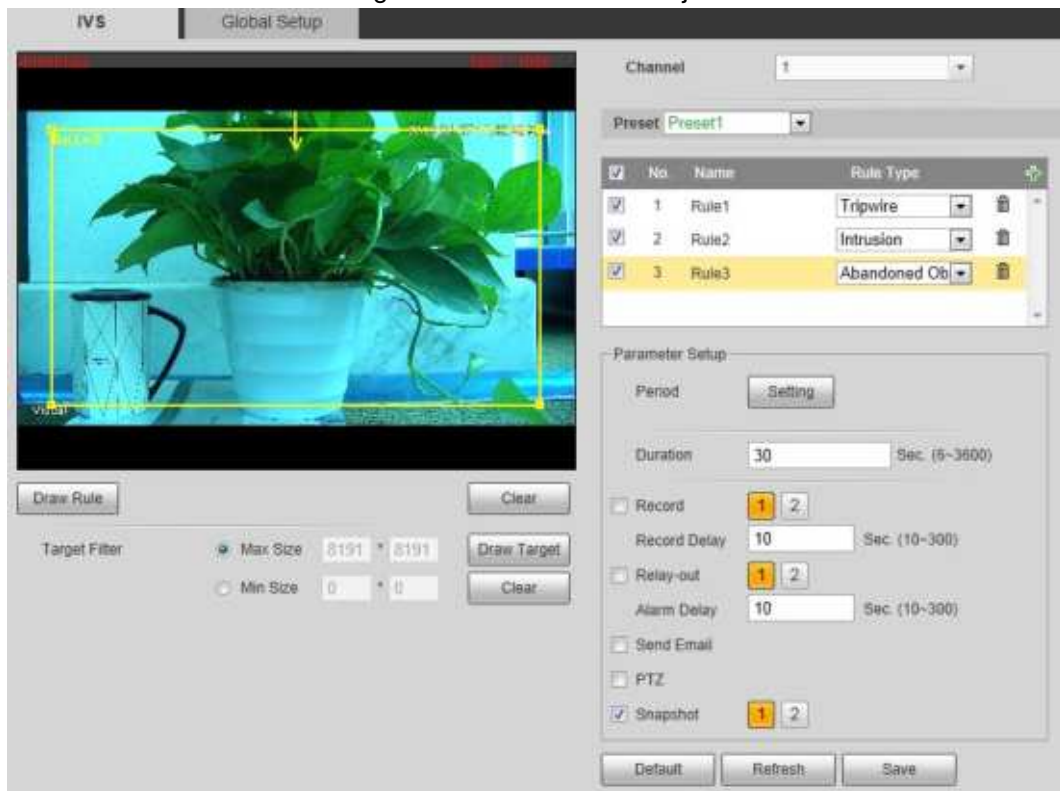 IVS Global Setup
Channel 1
Preset Preset1
No. Name Rule Type
1 Rule1 Tripwire
2 Rule2 Intrusion
3 Rule3 Abandoned Ob
Rule3
Visual
Parameter Setup
Period Setting
Duration 30 Sec. (6~3600)
Record 1 2
Record Delay 10 Sec. (10~300)
Relay-out 1 2
Alarm Delay 10 Sec. (10~300)
Send Email
PTZ
Snapshot 1 2
Default Refresh Save
Draw Rule Clear
Target Filter Max Size 8191 * 8191 Draw Target
Min Size 0 * 0 Clear